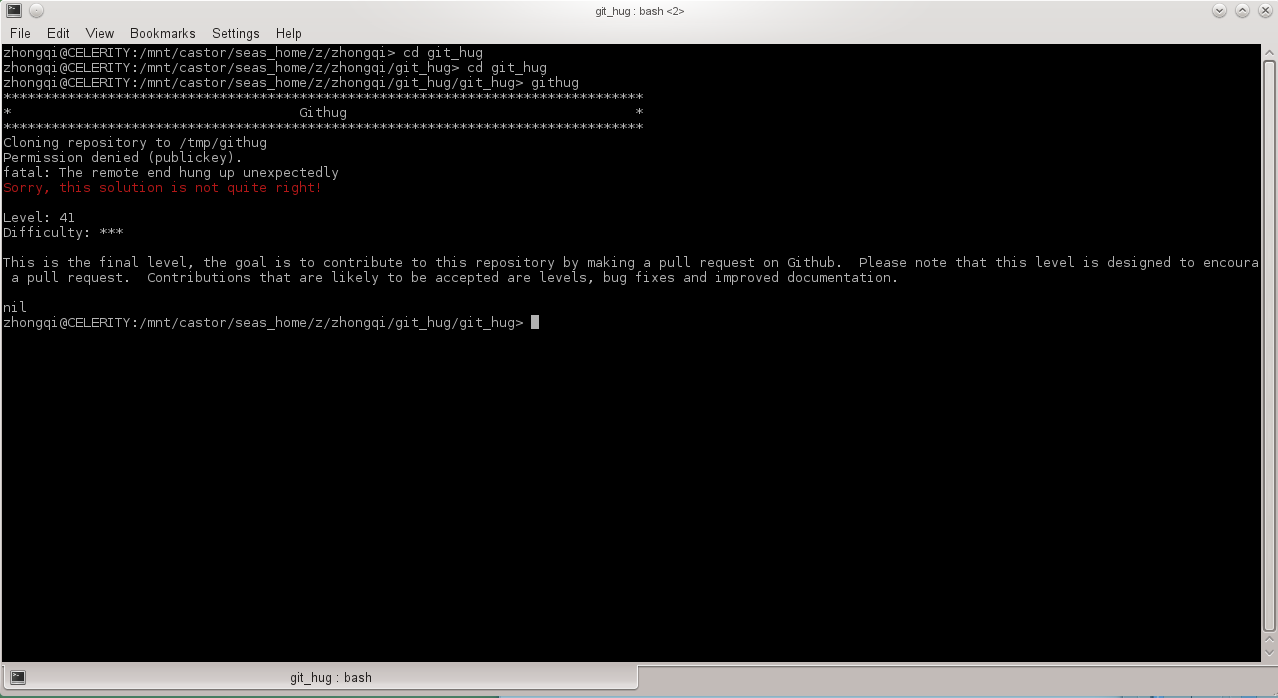 git_hug : bash <2>
File Edit View Bookmarks Settings Help
zhongqi@CELERITY:/mnt/castor/seas_home/z/zhongqi> cd git_hug
zhongqi@CELERITY:/mnt/castor/seas_home/z/zhongqi/git_hug> cd git_hug
zhongqi@CELERITY:/mnt/castor/seas_home/z/zhongqi/git_hug/git_hug> githug
********************************************************************************
*                                    Githug                                    *
********************************************************************************
Cloning repository to /tmp/githug
Permission denied (publickey).
fatal: The remote end hung up unexpectedly
Sorry, this solution is not quite right!
Level: 41
Difficulty: ***
This is the final level, the goal is to contribute to this repository by making a pull request on Github.  Please note that this level is designed to encoura
 a pull request.  Contributions that are likely to be accepted are levels, bug fixes and improved documentation.
nil
zhongqi@CELERITY:/mnt/castor/seas_home/z/zhongqi/git_hug/git_hug>
git_hug : bash